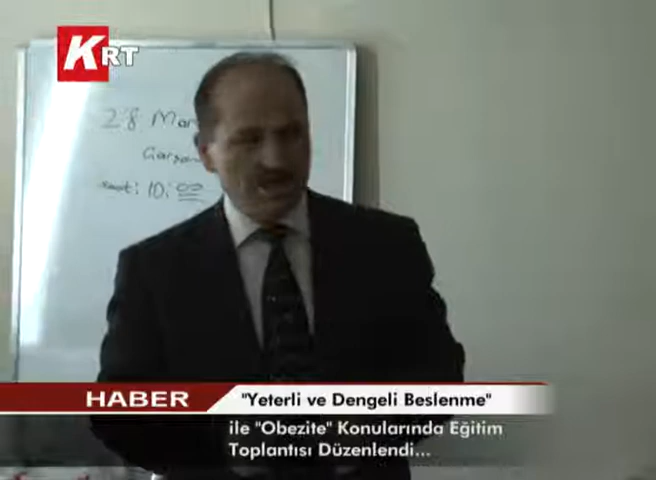 KRT
28 Mar
saat: 10:00
HABER
"Yeterli ve Dengeli Beslenme"
ile "Obezite" Konularında Eğitim
Toplantısı Düzenlendi...